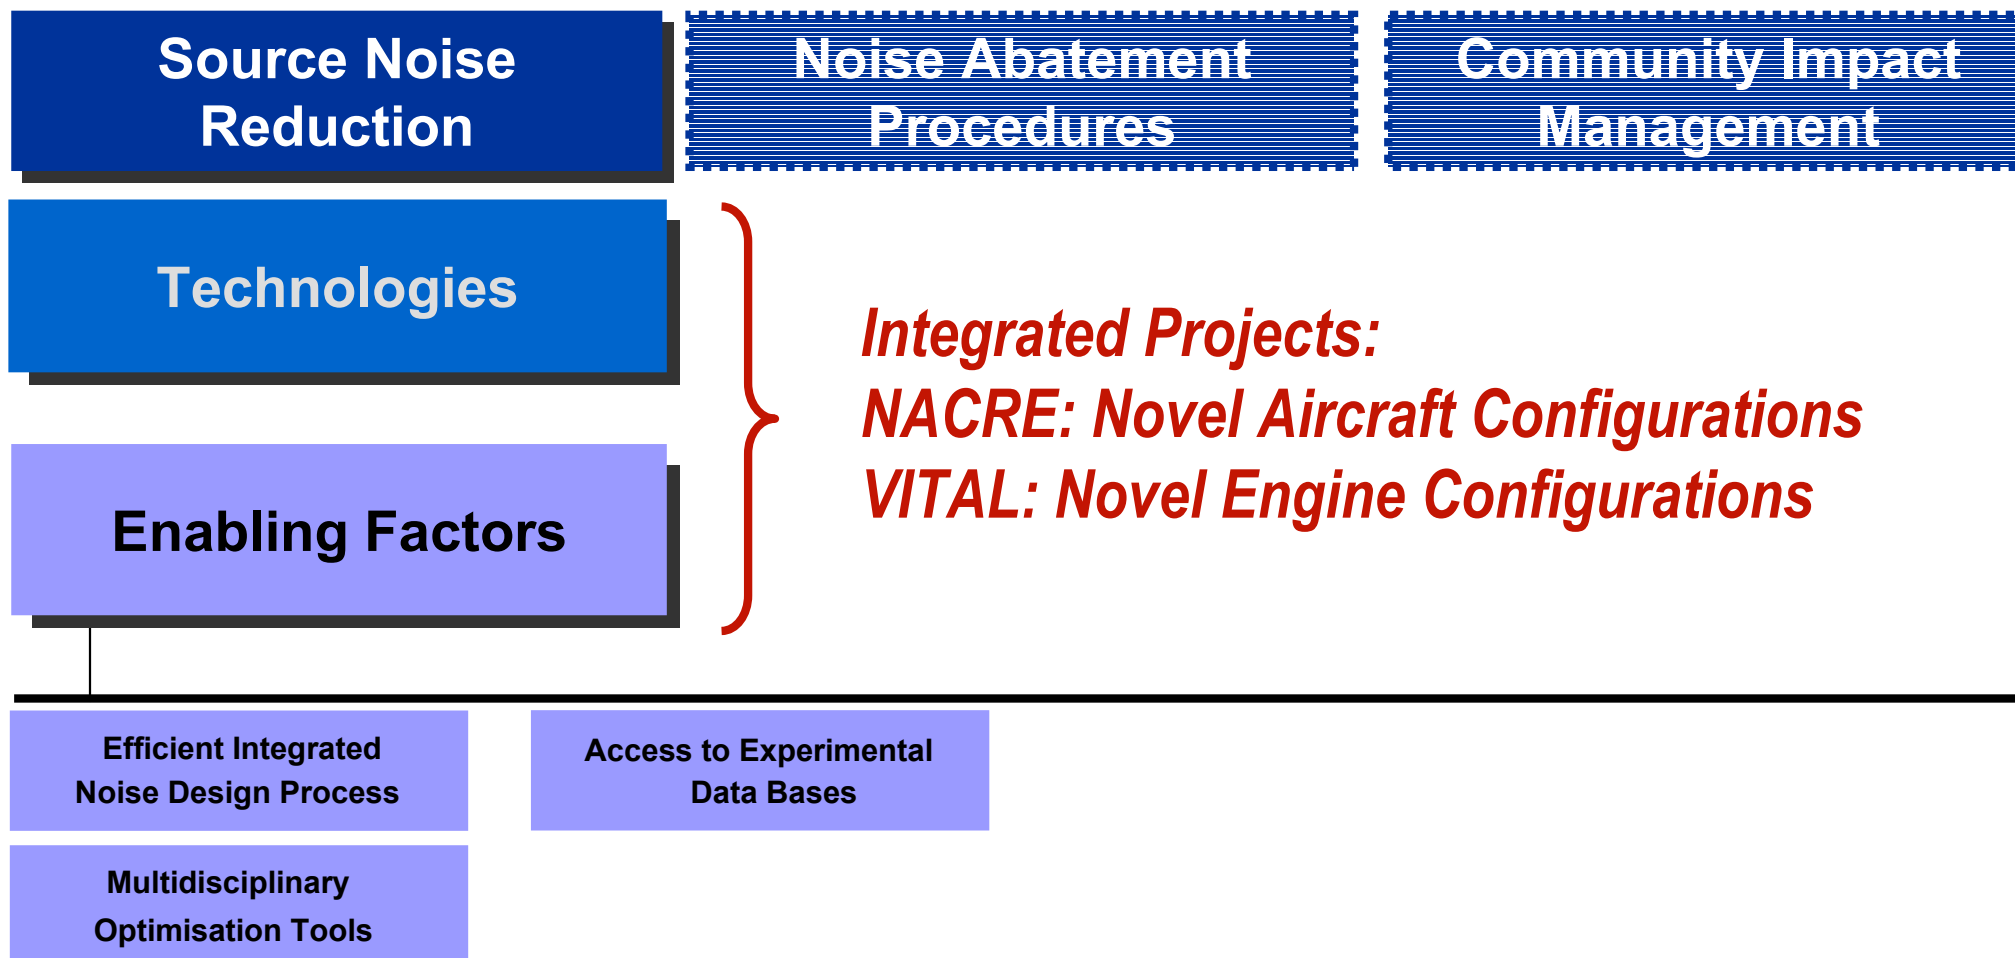 Source Noise
Reduction
Noise Abatement
Procedures
Community Impact
Management
Technologies
Enabling Factors
Integrated Projects:
NACRE: Novel Aircraft Configurations
VITAL: Novel Engine Configurations
Efficient Integrated
Noise Design Process
Access to Experimental
Data Bases
Multidisciplinary
Optimisation Tools